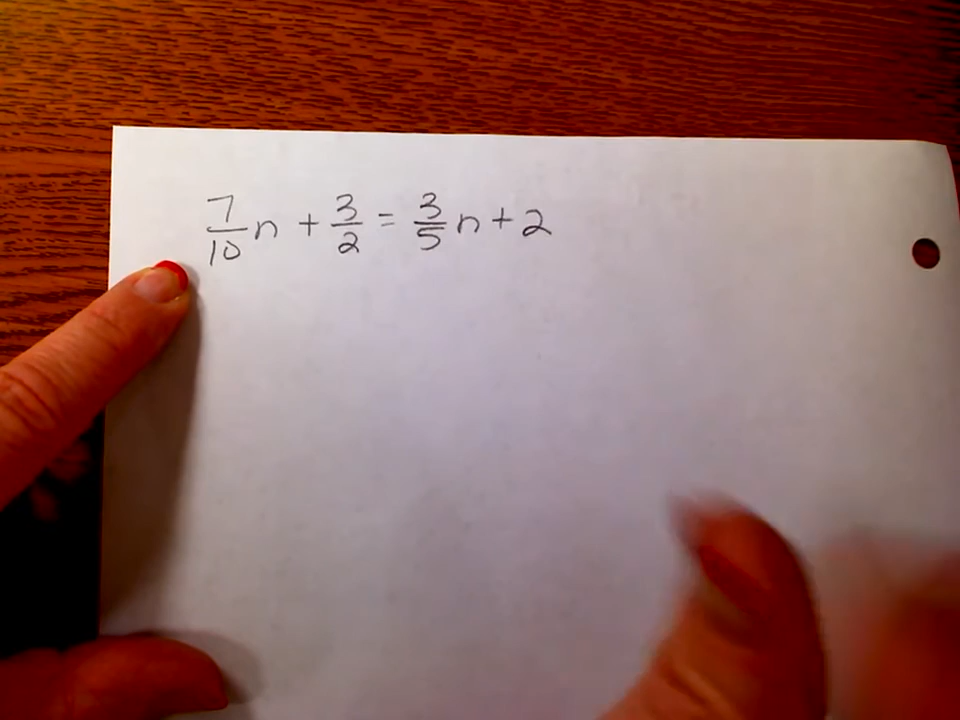 7/10 n + 3/2 = 3/5 n + 2